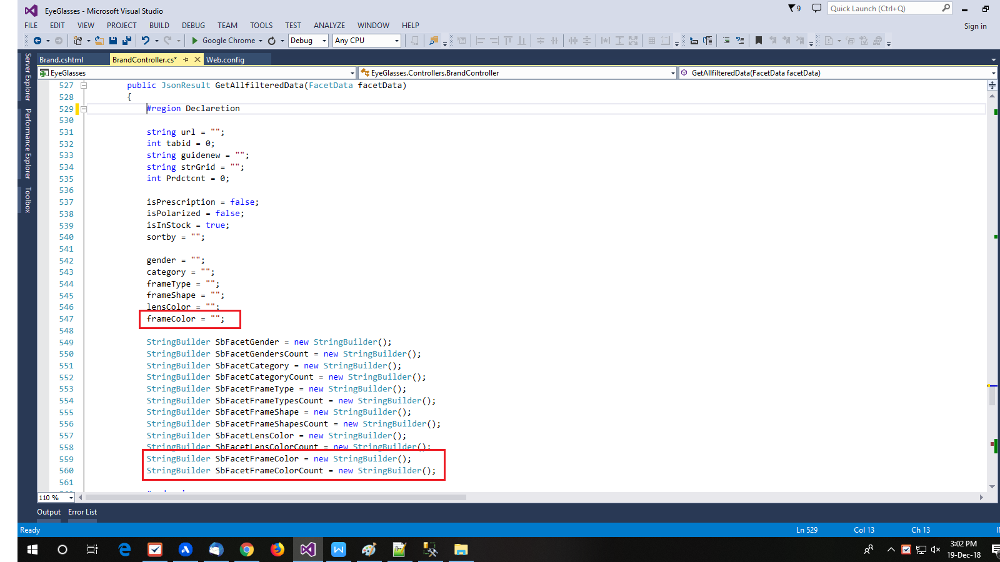 EyeGlasses - Microsoft Visual Studio
9
Quick Launch (Ctrl+Q)
FILE EDIT VIEW PROJECT BUILD DEBUG TEAM TOOLS TEST ANALYZE WINDOW HELP
Sign in
Google Chrome Debug Any CPU
Server Explorer
Performance Explorer
Toolbox
Brand.cshtml BrandController.cs* Web.config
EyeGlasses EyeGlasses.Controllers.BrandController GetAllfilteredData(FacetData facetData)
527 public JsonResult GetAllfilteredData(FacetData facetData)
528 {
529 #region Declaretion
530
531 string url = "";
532 int tabid = 0;
533 string guidenew = "";
534 string strGrid = "";
535 int Prdctcnt = 0;
536
537 isPrescription = false;
538 isPolarized = false;
539 isInStock = true;
540 sortby = "";
541
542 gender = "";
543 category = "";
544 frameType = "";
545 frameShape = "";
546 lensColor = "";
547 frameColor = "";
548
549 StringBuilder SbFacetGender = new StringBuilder();
550 StringBuilder SbFacetGendersCount = new StringBuilder();
551 StringBuilder SbFacetCategory = new StringBuilder();
552 StringBuilder SbFacetCategoryCount = new StringBuilder();
553 StringBuilder SbFacetFrameType = new StringBuilder();
554 StringBuilder SbFacetFrameTypesCount = new StringBuilder();
555 StringBuilder SbFacetFrameShape = new StringBuilder();
556 StringBuilder SbFacetFrameShapesCount = new StringBuilder();
557 StringBuilder SbFacetLensColor = new StringBuilder();
558 StringBuilder SbFacetLensColorCount = new StringBuilder();
559 StringBuilder SbFacetFrameColor = new StringBuilder();
560 StringBuilder SbFacetFrameColorCount = new StringBuilder();
561
110 %
Output Error List
Ready Ln 529 Col 13 Ch 13
3:02 PM
19-Dec-18